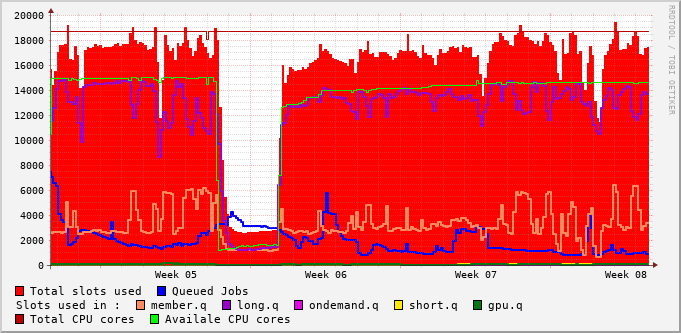 20000
18000
16000
14000
12000
10000
8000
6000
4000
2000
0
Week 05 Week 06 Week 07 Week 08
Total slots used Queued Jobs
Slots used in : member.q long.q ondemand.q short.q gpu.q
Total CPU cores Availale CPU cores
RRDTOOL / TOBI OETIKER